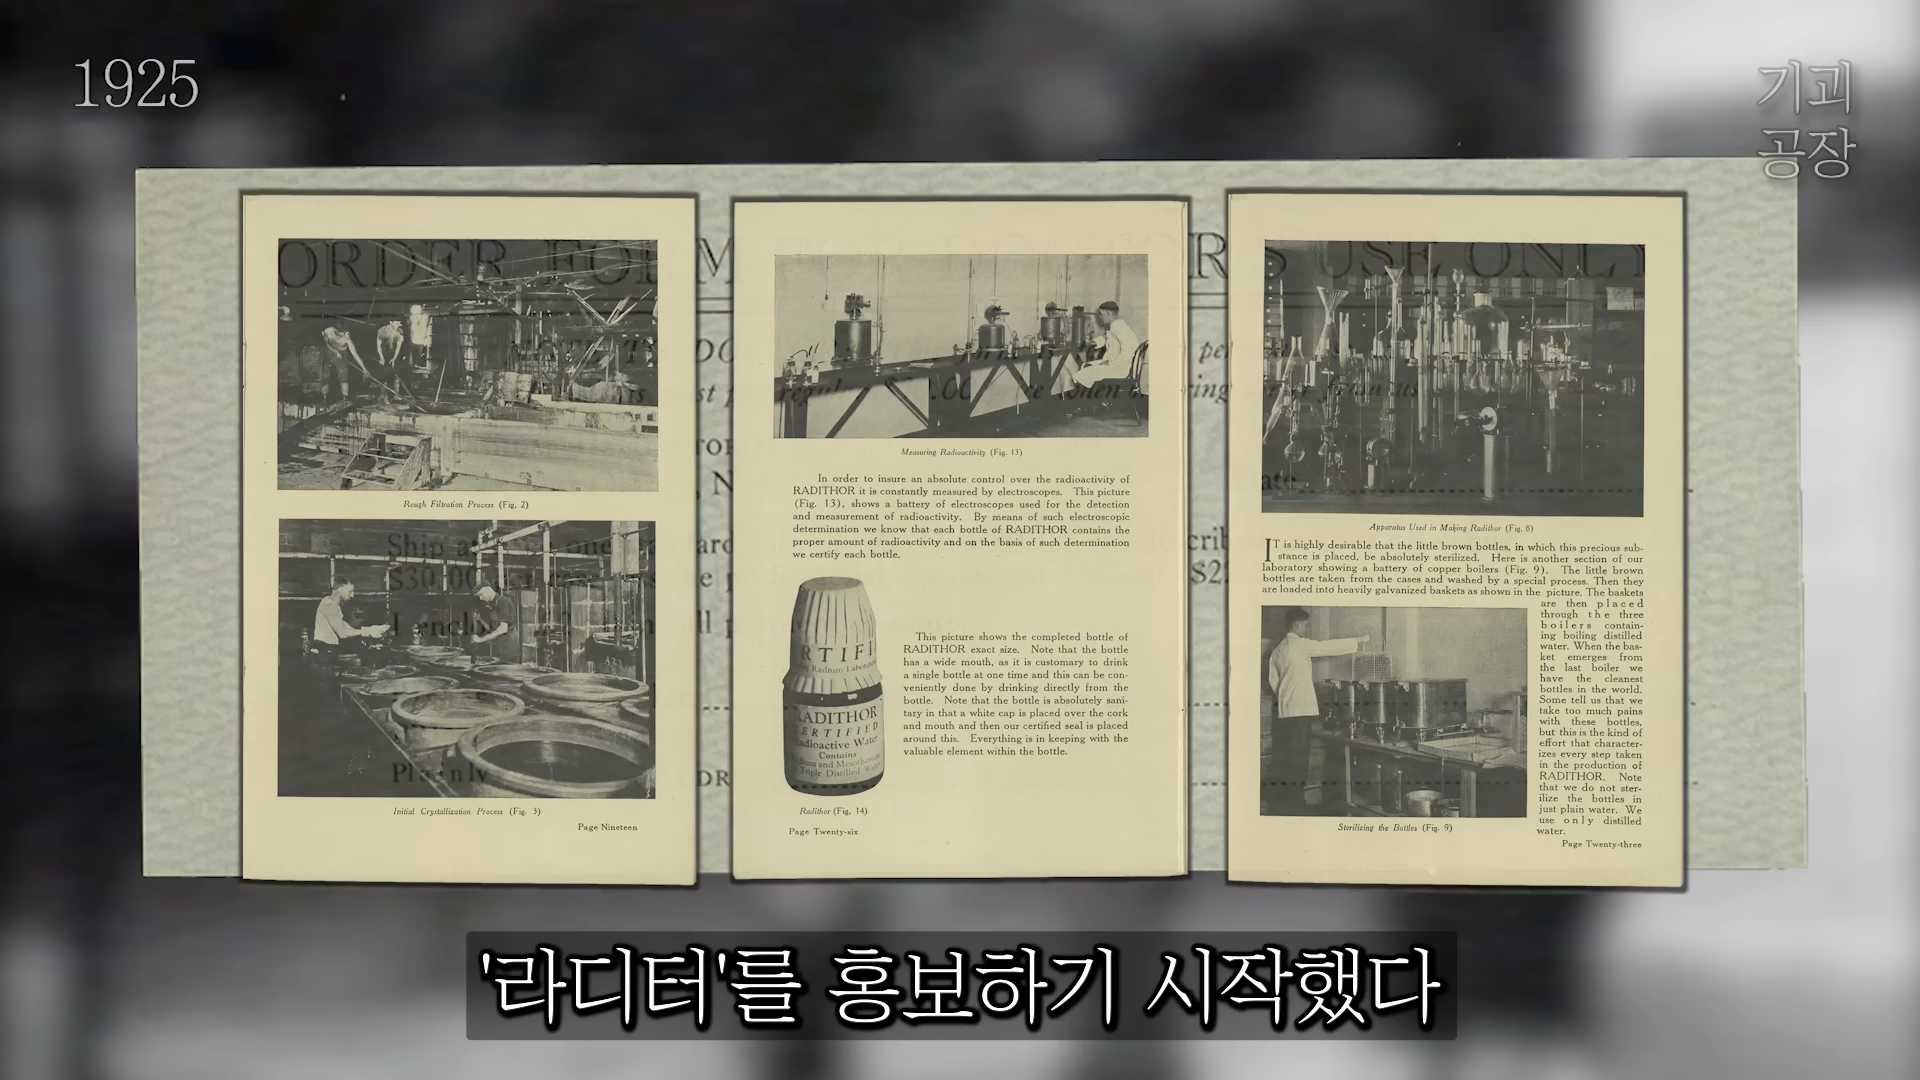 1925
기괴
공장
ORDER FORM
S USE ONLY
Rough Filtration Process (Fig. 2)
Initial Crystallization Process (Fig. 3)
Page Nineteen
Measuring Radioactivity (Fig. 13)
In order to insure an absolute control over the radioactivity of
RADITHOR it is constantly measured by electroscopes. This picture
(Fig. 13), shows a battery of electroscopes used for the detection
and measurement of radioactivity. By means of such electroscopic
determination we know that each bottle of RADITHOR contains the
proper amount of radioactivity and on the basis of such determination
we certify each bottle.
RADITHOR
CERTIFIED
Radioactive Water
Contains
Radium and Mesothorium
Triple Distilled Water
This picture shows the completed bottle of
RADITHOR exact size. Note that the bottle
has a wide mouth, as it is customary to drink
a single bottle at one time and this can be con-
veniently done by drinking directly from the
bottle. Note that the bottle is absolutely sani-
tary in that a white cap is placed over the cork
and mouth and then our certified seal is placed
around this. Everything is in keeping with the
valuable element within the bottle.
Radithor (Fig. 14)
Page Twenty-six
Apparatus Used in Making Radithor (Fig. 8)
IT is highly desirable that the little brown bottles, in which this precious sub-
stance is placed, be absolutely sterilized. Here is another section of our
laboratory showing a battery of copper boilers (Fig. 9). The little brown
bottles are taken from the cases and washed by a special process. Then they
are loaded into heavily galvanized baskets as shown in the picture. The baskets
are then placed
through the three
boilers contain-
ing boiling distilled
water. When the bas-
ket emerges from
the last boiler we
have the cleanest
bottles in the world.
Some tell us that we
take too much pains
with these bottles,
but this is the kind of
effort that character-
izes every step taken
in the production of
RADITHOR. Note
that we do not ster-
ilize the bottles in
just plain water. We
use only distilled
water.
Sterilizing the Bottles (Fig. 9)
Page Twenty-three
'라디터'를 홍보하기 시작했다